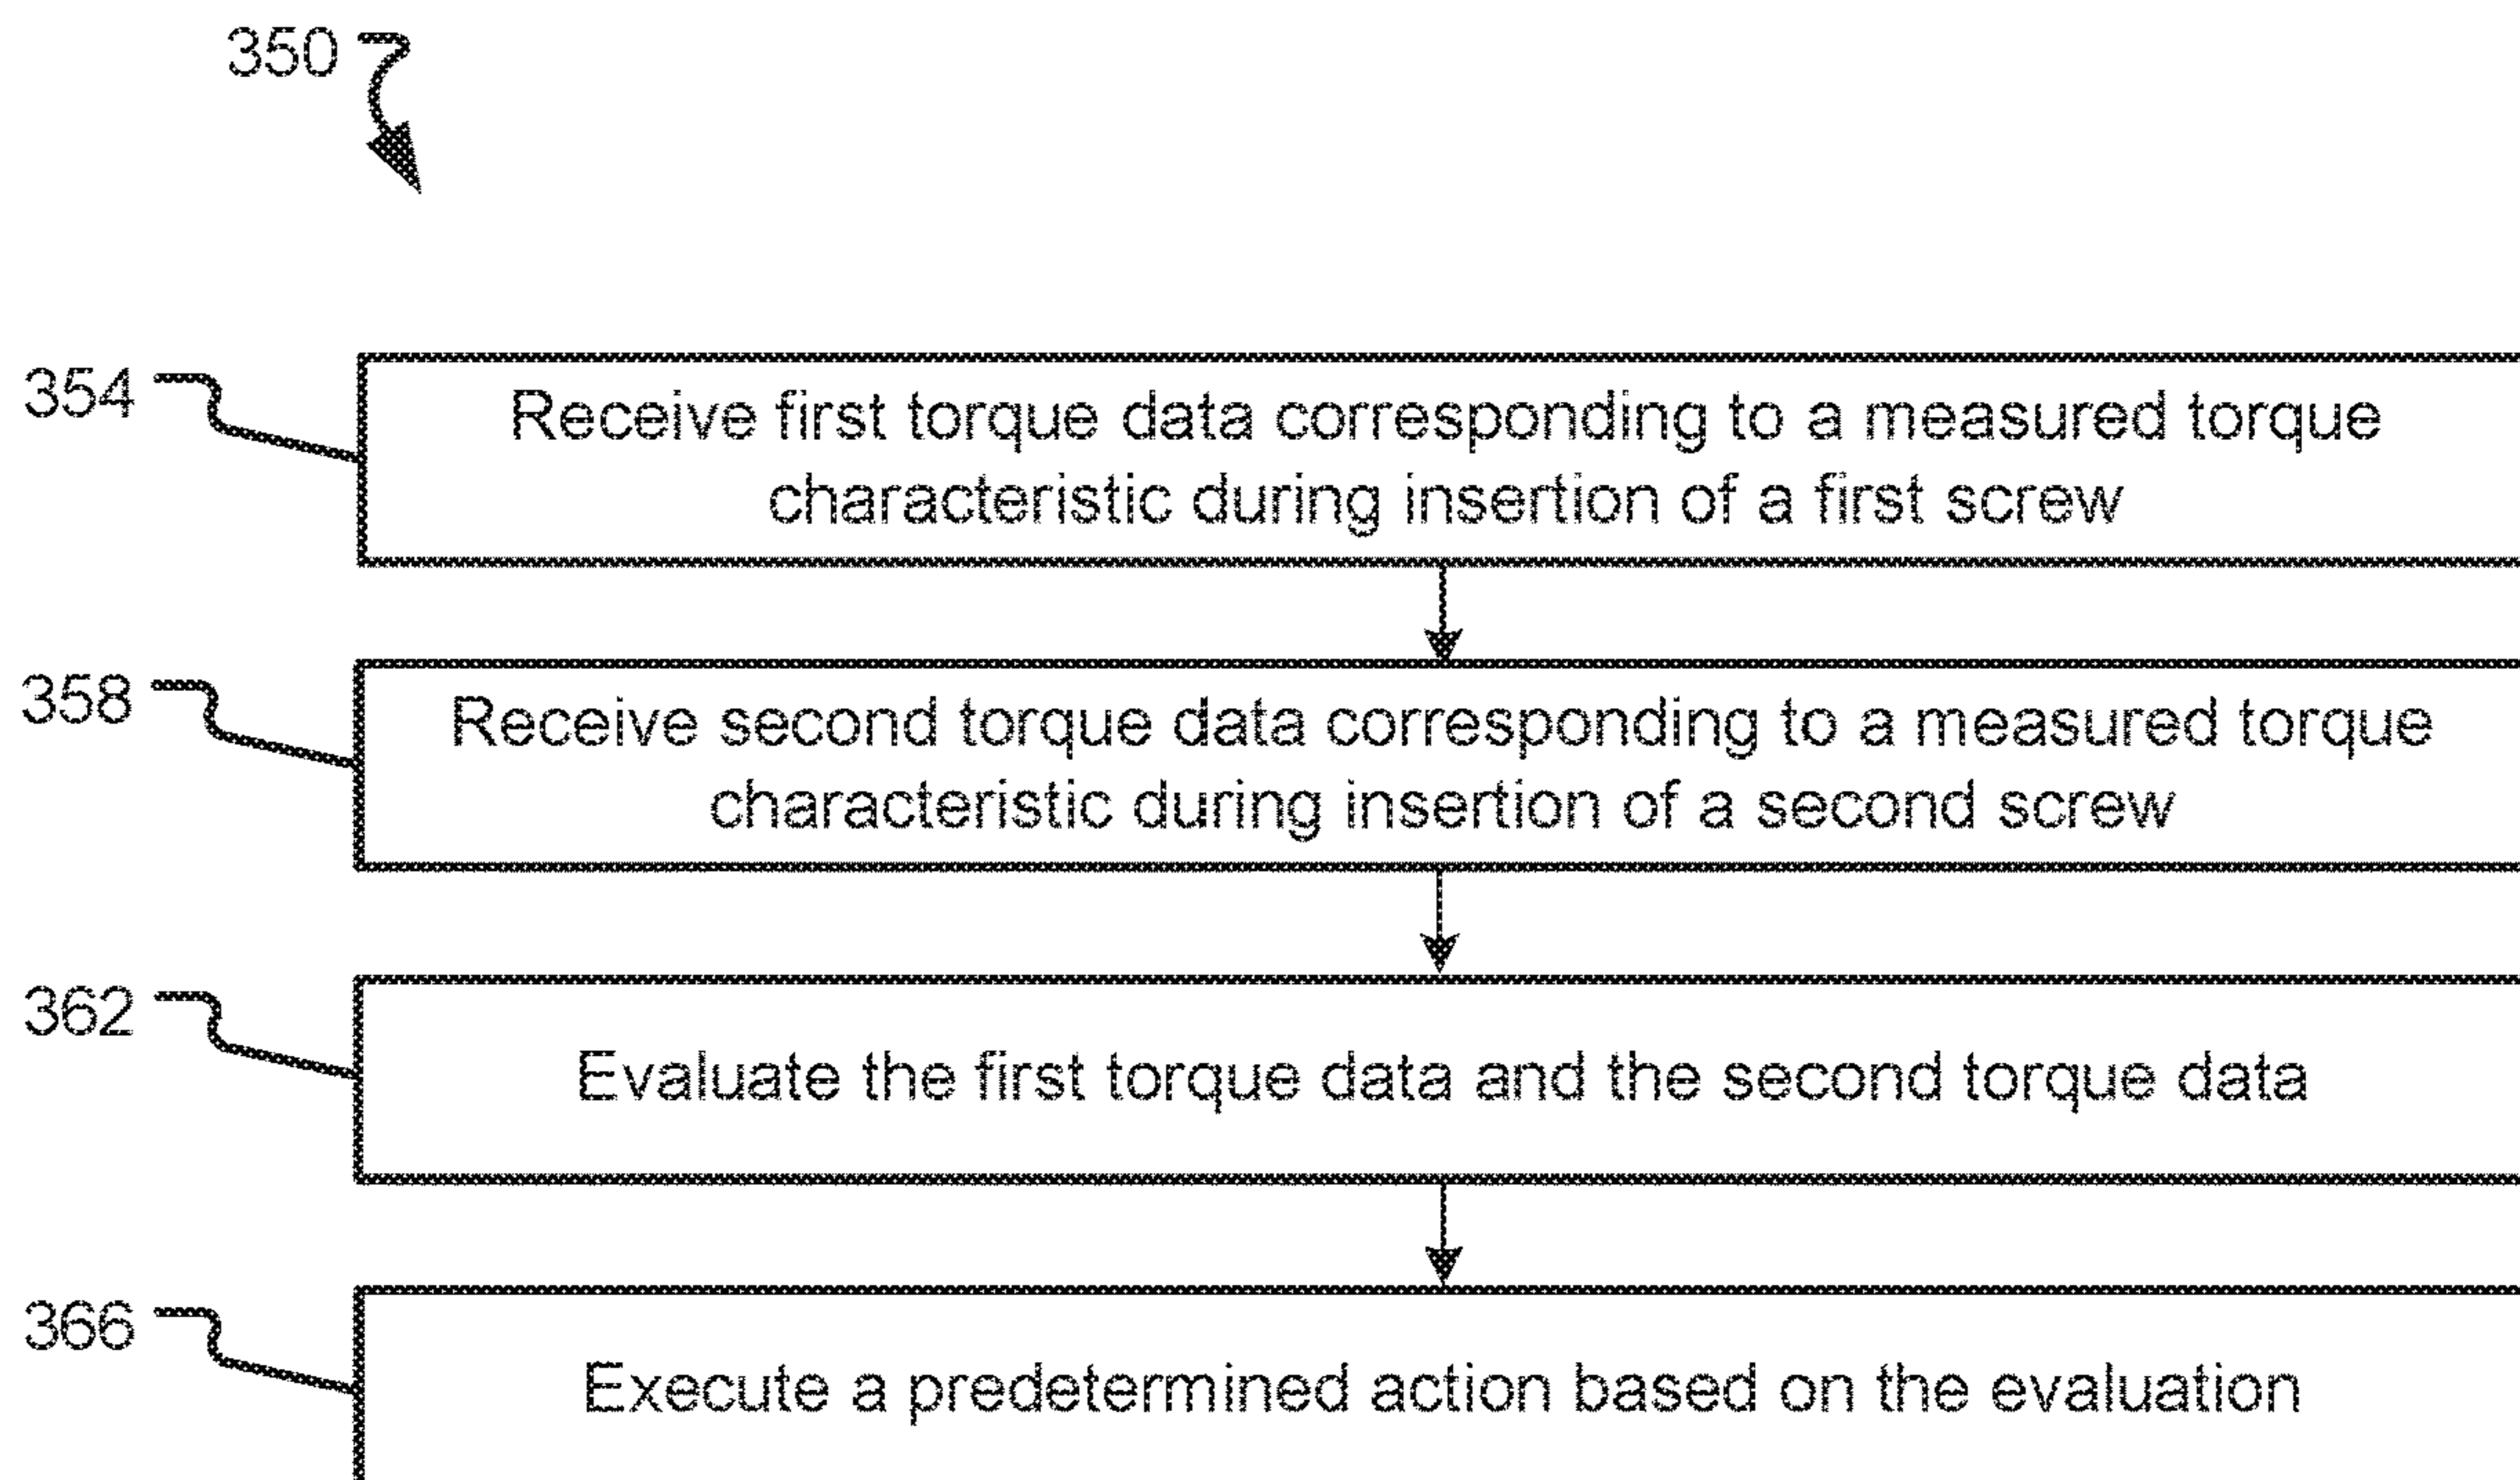 350
354
Receive first torque data corresponding to a measured torque
characteristic during insertion of a first screw
358
Receive second torque data corresponding to a measured torque
characteristic during insertion of a second screw
362
Evaluate the first torque data and the second torque data
366
Execute a predetermined action based on the evaluation